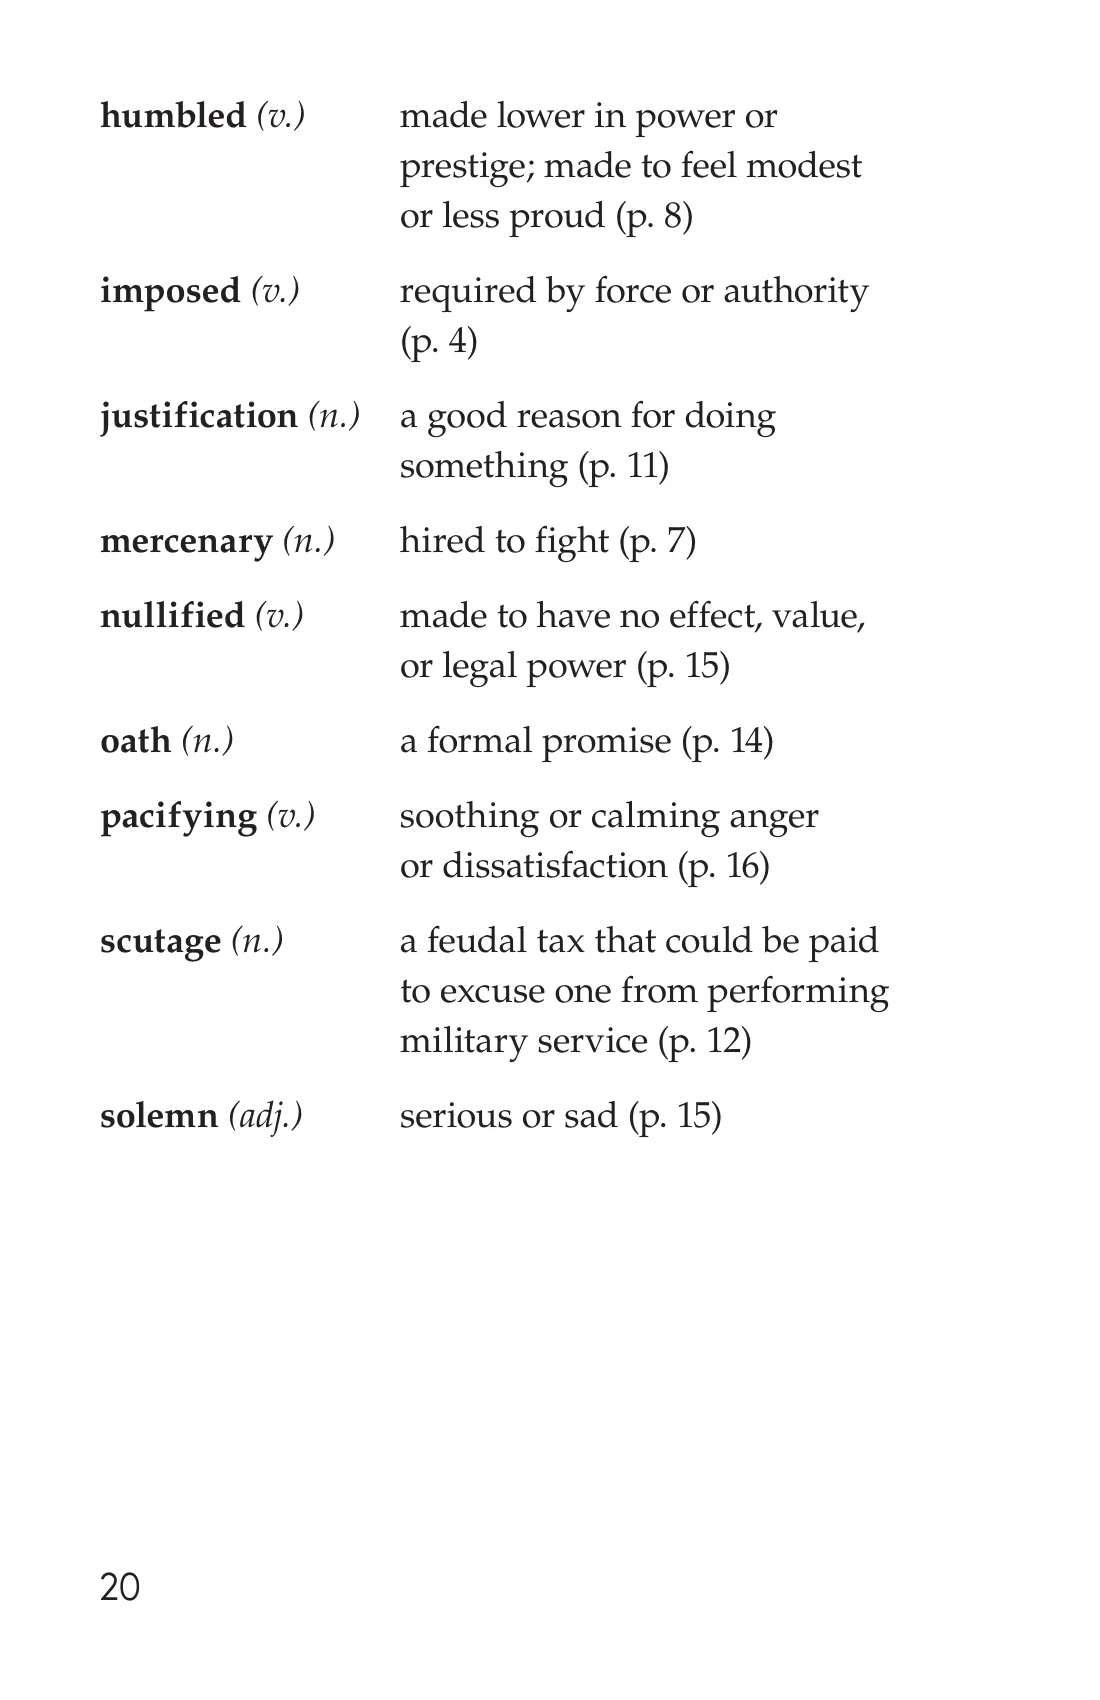 humbled (v.) made lower in power or
prestige; made to feel modest
or less proud (p. 8)
imposed (v.) required by force or authority
(p. 4)
justification (n.) a good reason for doing
something (p. 11)
mercenary (n.) hired to fight (p. 7)
nullified (v.) made to have no effect, value,
or legal power (p. 15)
oath (n.) a formal promise (p. 14)
pacifying (v.) soothing or calming anger
or dissatisfaction (p. 16)
scutage (n.) a feudal tax that could be paid
to excuse one from performing
military service (p. 12)
solemn (adj.) serious or sad (p. 15)
20